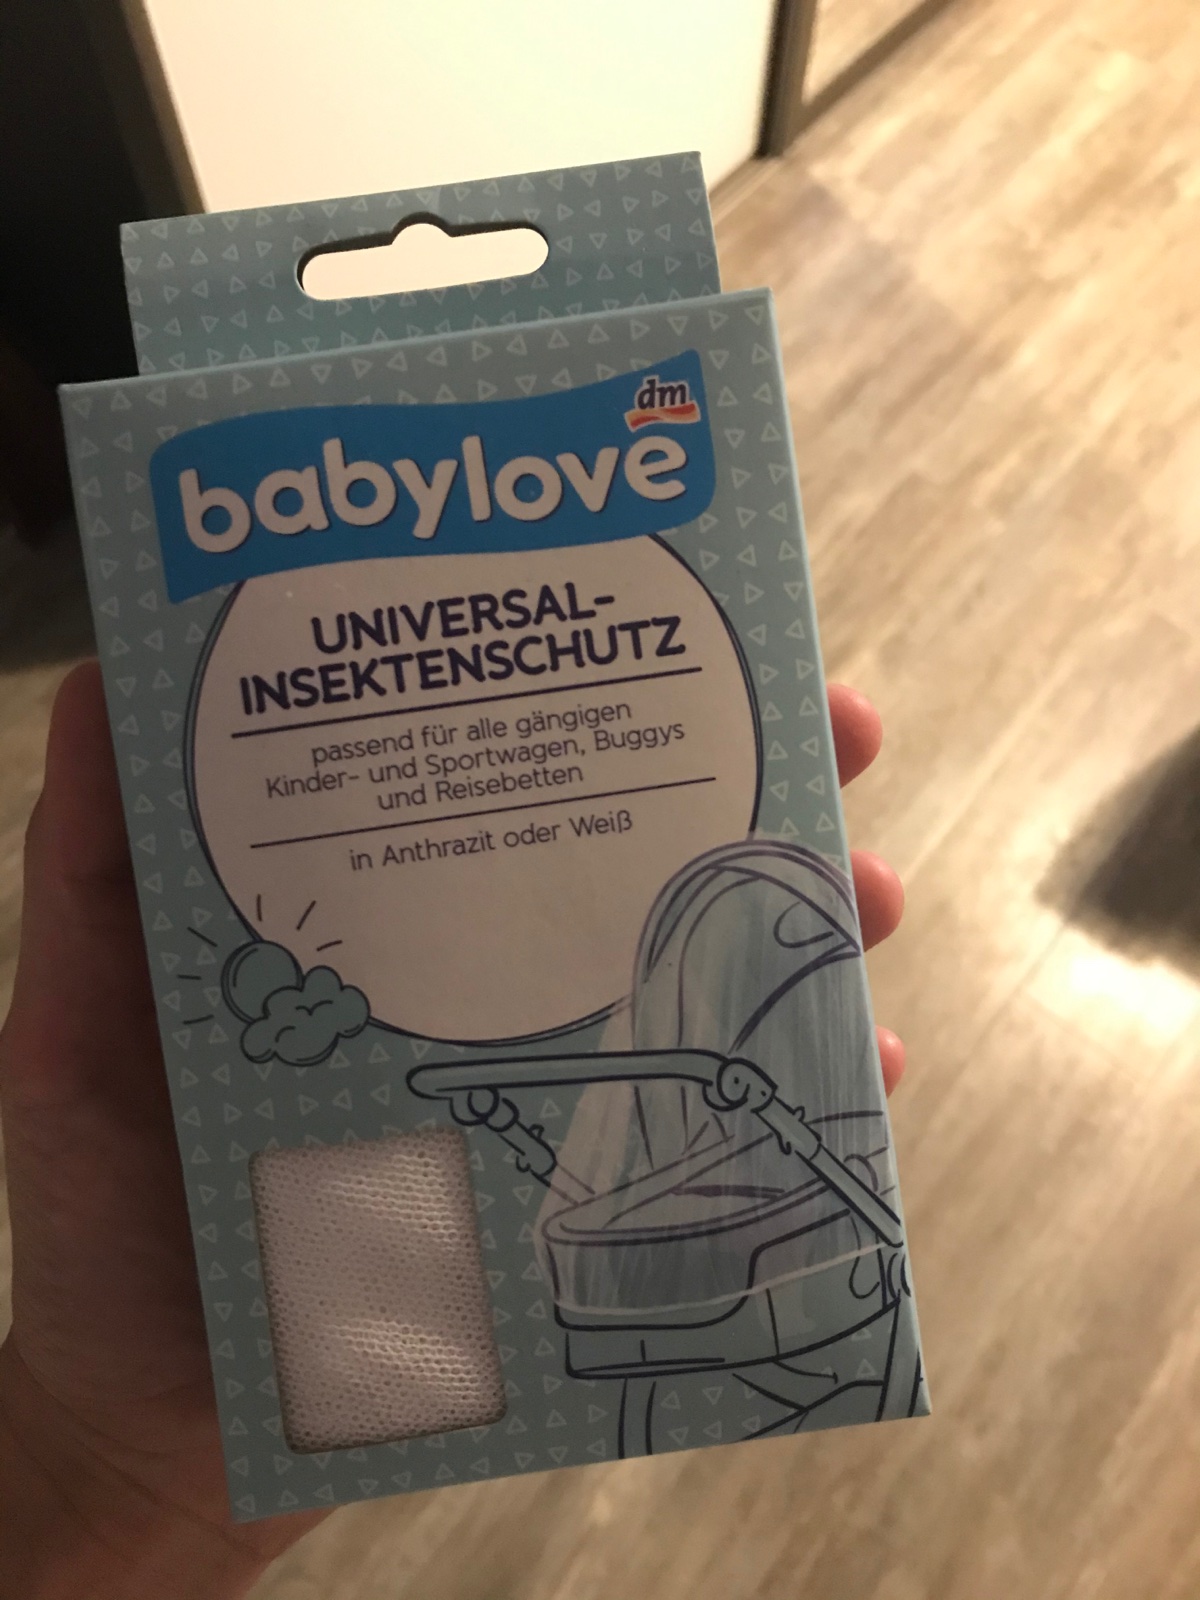 dm
babylove
UNIVERSAL-
INSEKTENSCHUTZ
passend für alle gängigen
Kinder- und Sportwagen, Buggys
und Reisebetten
in Anthrazit oder Weiß